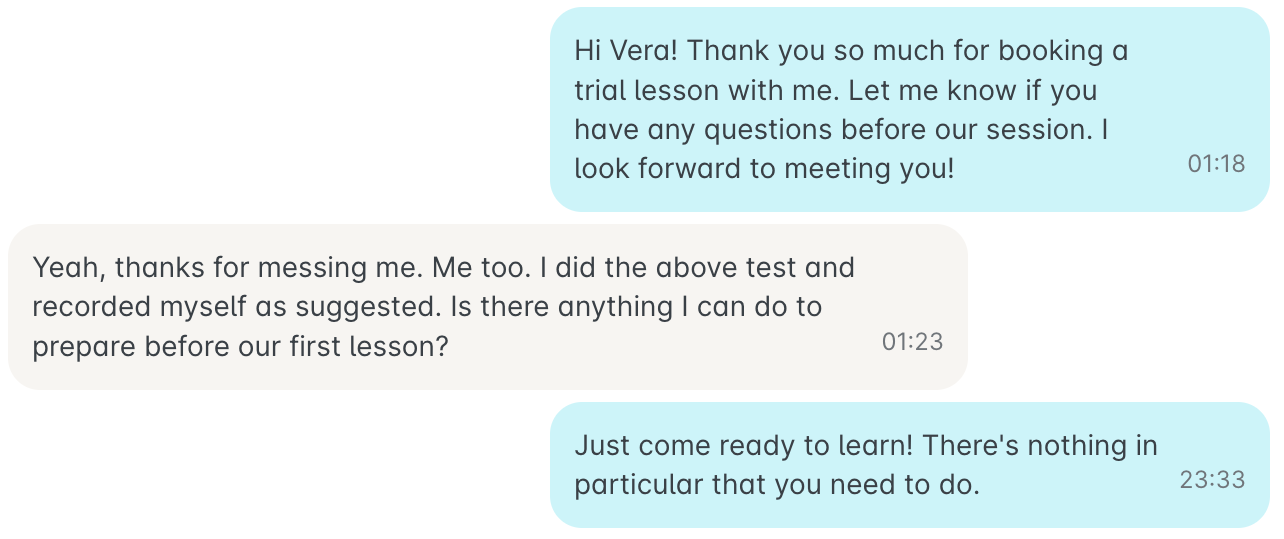 Hi Vera! Thank you so much for booking a
trial lesson with me. Let me know if you
have any questions before our session. I
look forward to meeting you!
01:18
Yeah, thanks for messing me. Me too. I did the above test and
recorded myself as suggested. Is there anything I can do to
prepare before our first lesson?
01:23
Just come ready to learn! There's nothing in
particular that you need to do.
23:33